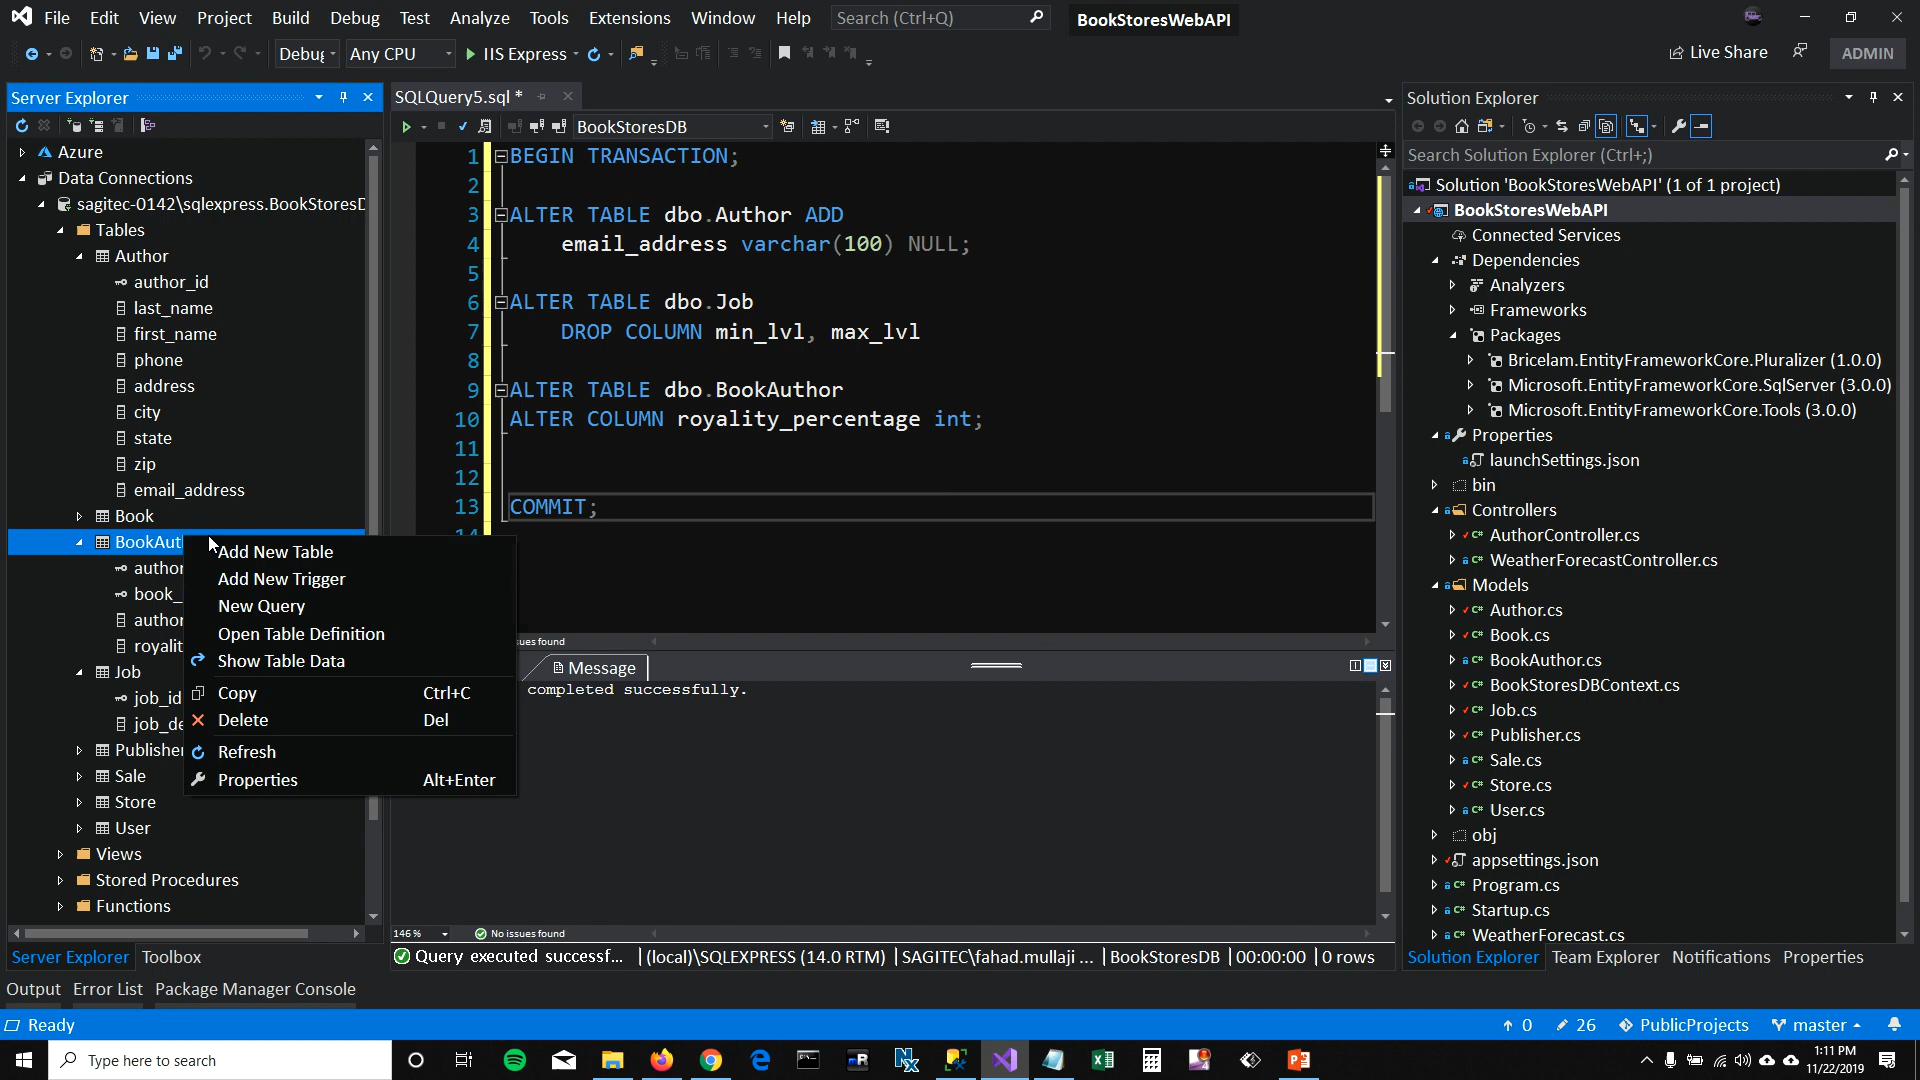 File Edit View Project Build Debug Test Analyze Tools Extensions Window Help Search (Ctrl+Q) BookStoresWebAPI
Debug Any CPU IIS Express Live Share ADMIN
Server Explorer
Azure
Data Connections
sagitec-0142\sqlexpress.BookStoresD
Tables
Author
author_id
last_name
first_name
phone
address
city
state
zip
email_address
Book
BookAut
author
book_
author
royalit
Job
job_id
job_de
Publisher
Sale
Store
User
Views
Stored Procedures
Functions
Server Explorer Toolbox
Add New Table
Add New Trigger
New Query
Open Table Definition
Show Table Data
Copy Ctrl+C
Delete Del
Refresh
Properties Alt+Enter
SQLQuery5.sql *
BookStoresDB
1 BEGIN TRANSACTION;
2
3 ALTER TABLE dbo.Author ADD
4 email_address varchar(100) NULL;
5
6 ALTER TABLE dbo.Job
7 DROP COLUMN min_lvl, max_lvl
8
9 ALTER TABLE dbo.BookAuthor
10 ALTER COLUMN royality_percentage int;
11
12
13 COMMIT;
14
ues found
Message
completed successfully.
146 % No issues found
Query executed successf... (local)\SQLEXPRESS (14.0 RTM) SAGITEC\fahad.mullaji ... BookStoresDB 00:00:00 0 rows
Solution Explorer
Search Solution Explorer (Ctrl+;)
Solution 'BookStoresWebAPI' (1 of 1 project)
BookStoresWebAPI
Connected Services
Dependencies
Analyzers
Frameworks
Packages
Bricelam.EntityFrameworkCore.Pluralizer (1.0.0)
Microsoft.EntityFrameworkCore.SqlServer (3.0.0)
Microsoft.EntityFrameworkCore.Tools (3.0.0)
Properties
launchSettings.json
bin
Controllers
C# AuthorController.cs
C# WeatherForecastController.cs
Models
C# Author.cs
C# Book.cs
C# BookAuthor.cs
C# BookStoresDBContext.cs
C# Job.cs
C# Publisher.cs
C# Sale.cs
C# Store.cs
C# User.cs
obj
appsettings.json
C# Program.cs
C# Startup.cs
C# WeatherForecast.cs
Solution Explorer Team Explorer Notifications Properties
Output Error List Package Manager Console
Ready 0 26 PublicProjects master
Type here to search 1:11 PM
11/22/2019